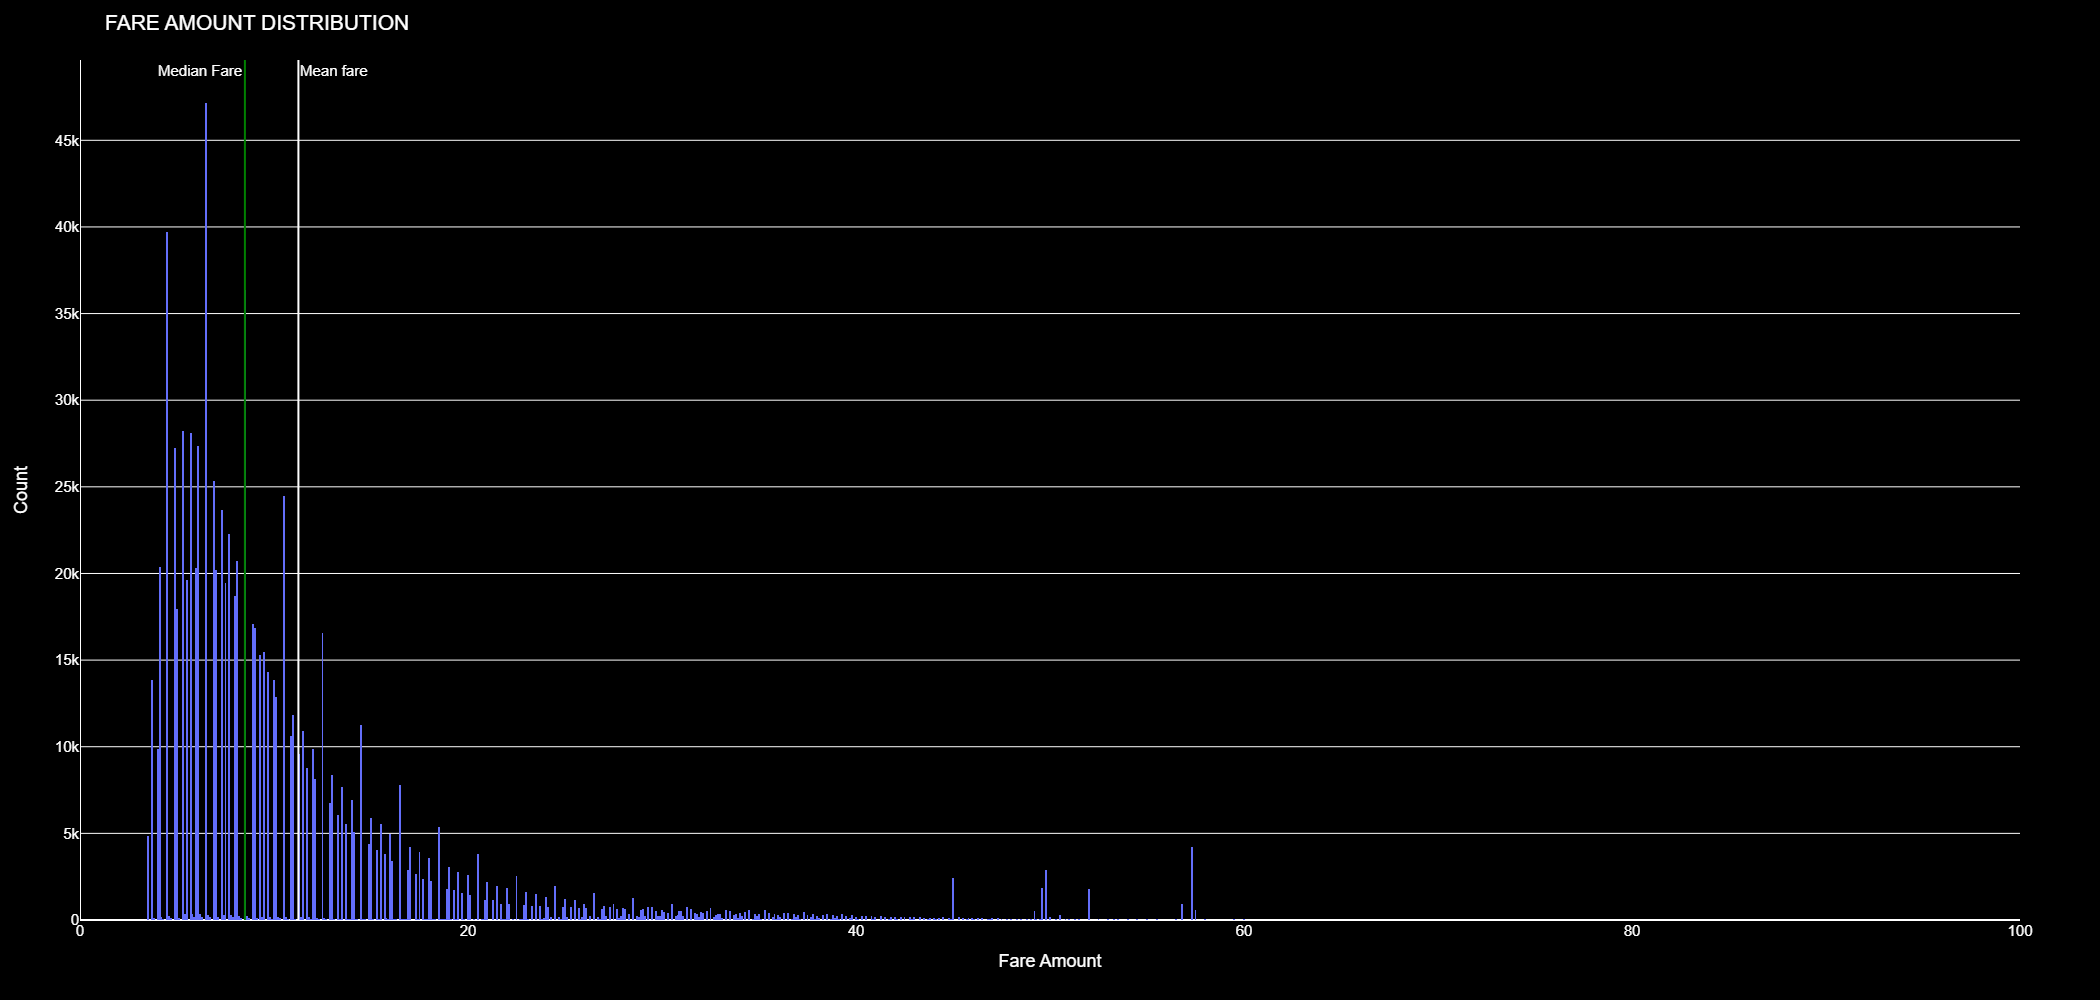 FARE AMOUNT DISTRIBUTION
Median Fare
Mean fare
45k
40k
35k
30k
25k
20k
15k
10k
5k
0
0 20 40 60 80 100
Count
Fare Amount